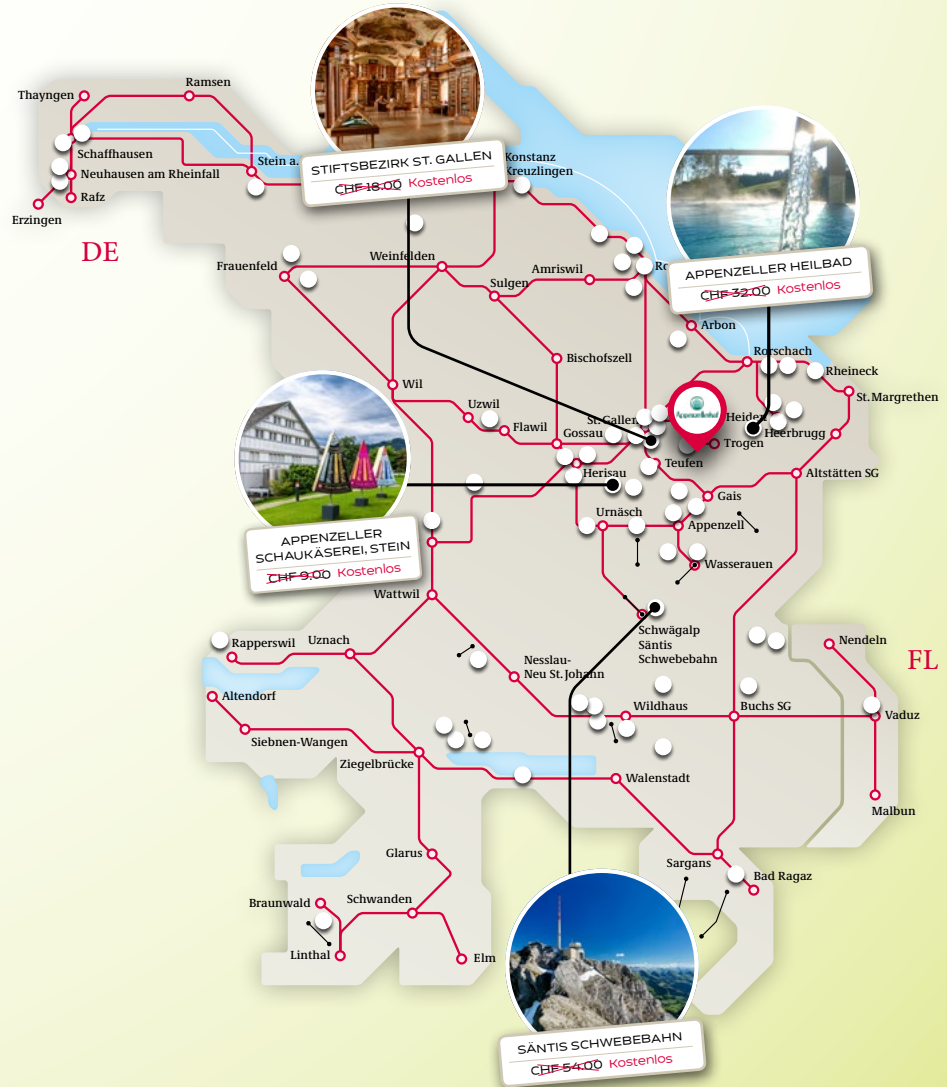 Ramsen
Thayngen
Schaffhausen
Stein a.
Neuhausen am Rheinfall
Rafz
Erzingen
DE
STIFTSBEZIRK ST. GALLEN
CHF 18.00 Kostenlos
Konstanz
Kreuzlingen
APPENZELLER HEILBAD
CHF 32.00 Kostenlos
Frauenfeld
Weinfelden
Amriswil
Ro
Sulgen
Arbon
Bischofszell
Rorschach
Rheineck
Wil
St. Margrethen
Uzwil
Appenzellerhof
Flawil
St. Gallen
Heiden
Gossau
Trogen
Heerbrugg
Herisau
Teufen
Altstätten SG
Gais
Urnäsch
Appenzell
APPENZELLER
SCHAUKÄSEREI, STEIN
CHF 9.00 Kostenlos
Wasserauen
Wattwil
Schwägalp
Säntis
Schwebebahn
Rapperswil
Uznach
Nendeln
FL
Nesslau-
Neu St. Johann
Altendorf
Wildhaus
Buchs SG
Vaduz
Siebnen-Wangen
Ziegelbrücke
Walenstadt
Malbun
Glarus
Sargans
Bad Ragaz
Braunwald
Schwanden
Linthal
Elm
SÄNTIS SCHWEBEBAHN
CHF 54.00 Kostenlos